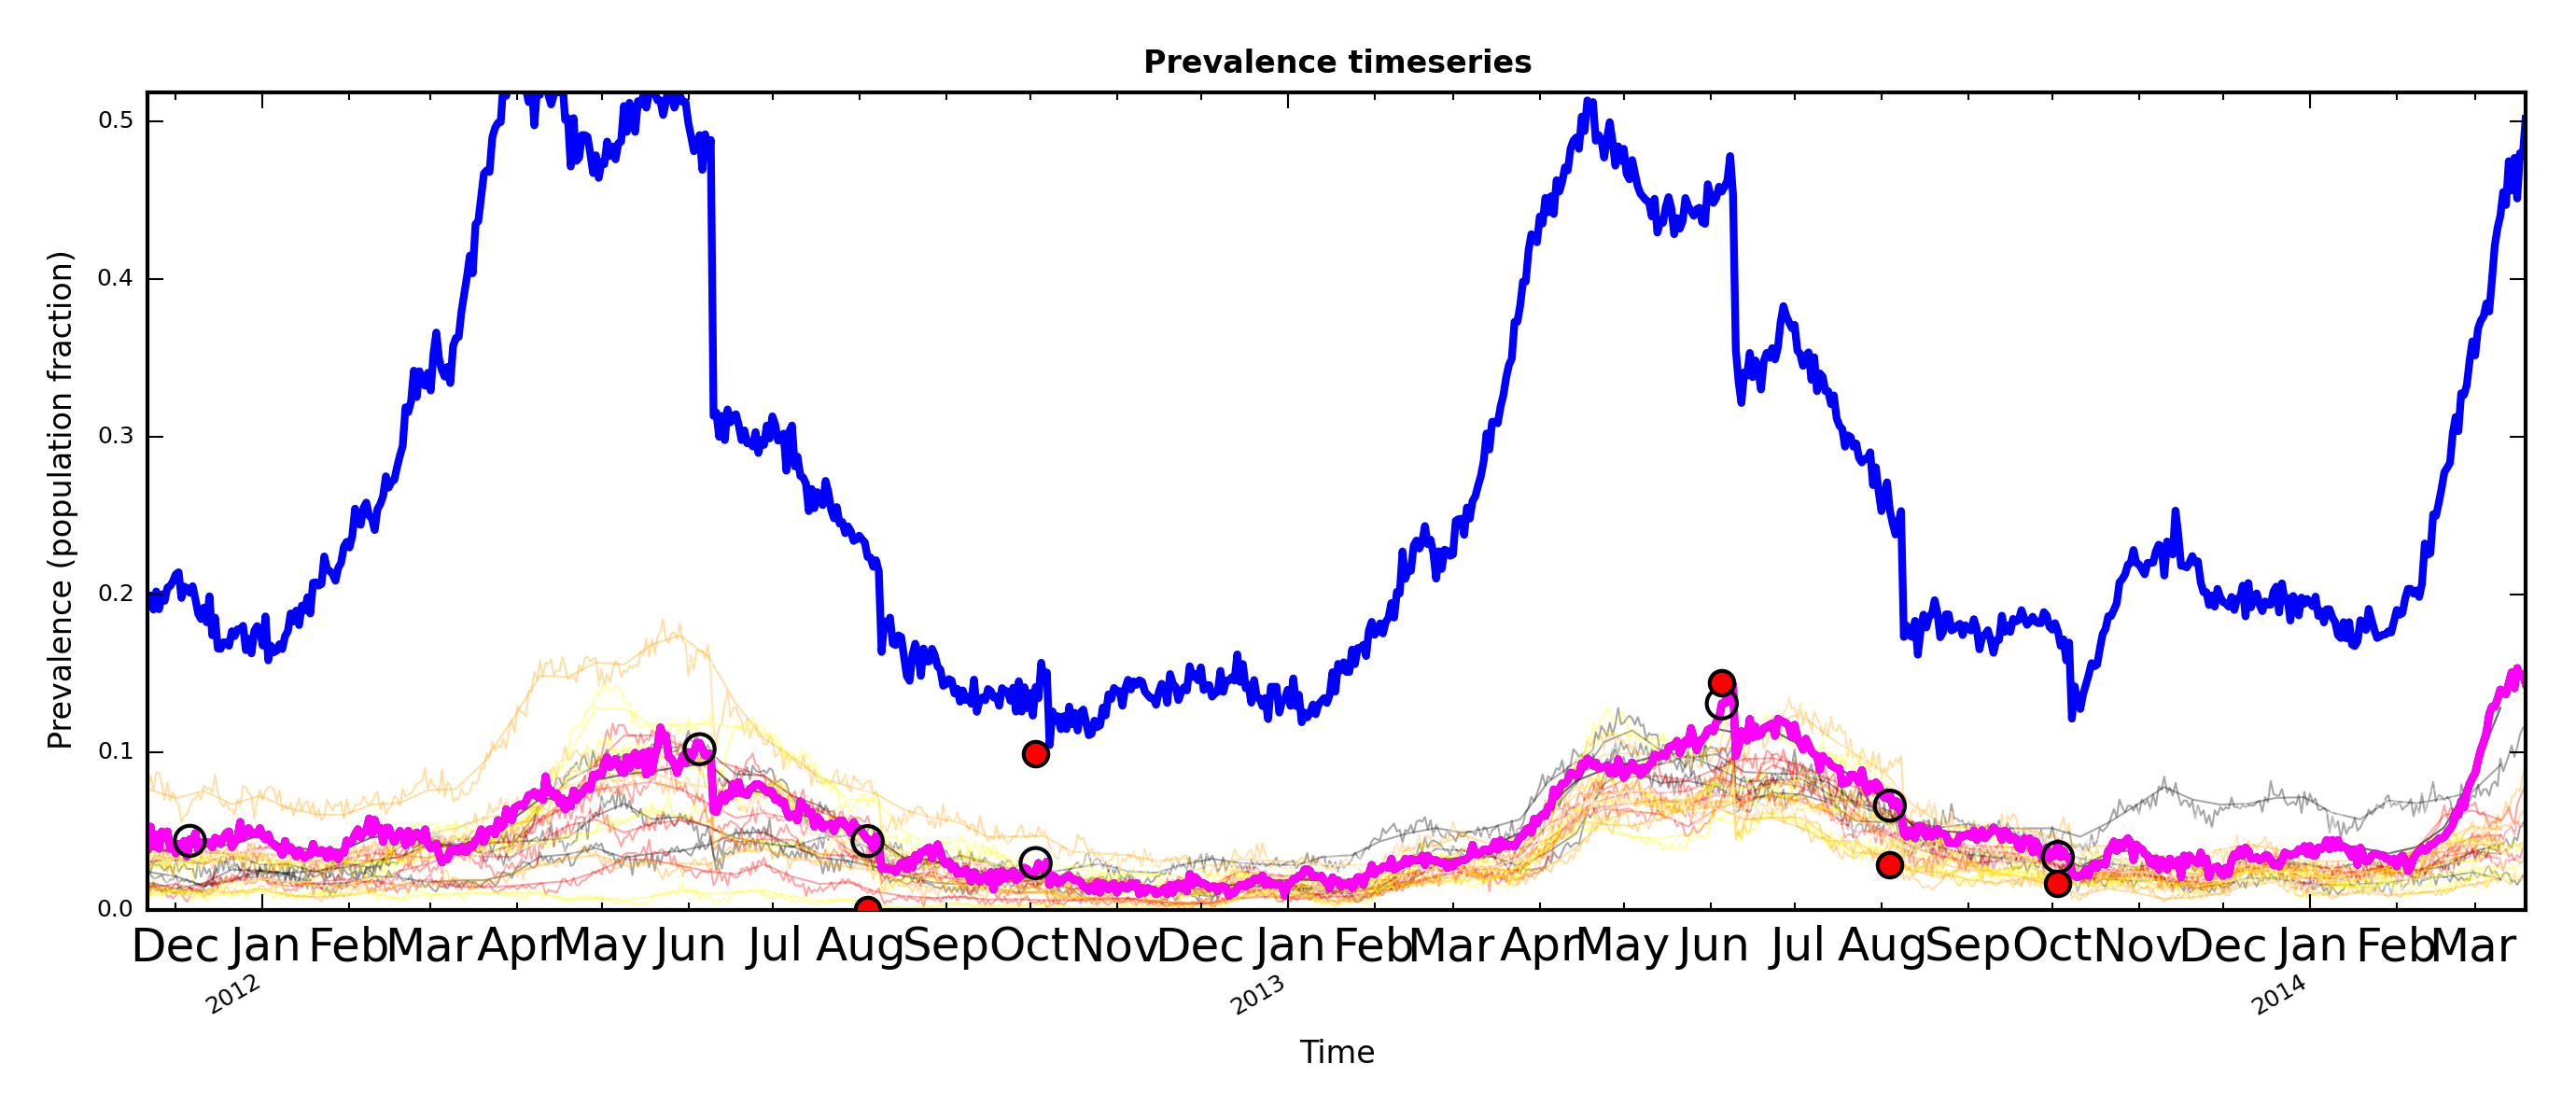 Prevalence timeseries
Prevalence (population fraction)
0.5
0.4
0.3
0.2
0.1
0.0
Dec Jan Feb Mar Apr May Jun Jul Aug Sep Oct Nov Dec Jan Feb Mar Apr May Jun Jul Aug Sep Oct Nov Dec Jan Feb Mar
2012 2013 2014
Time